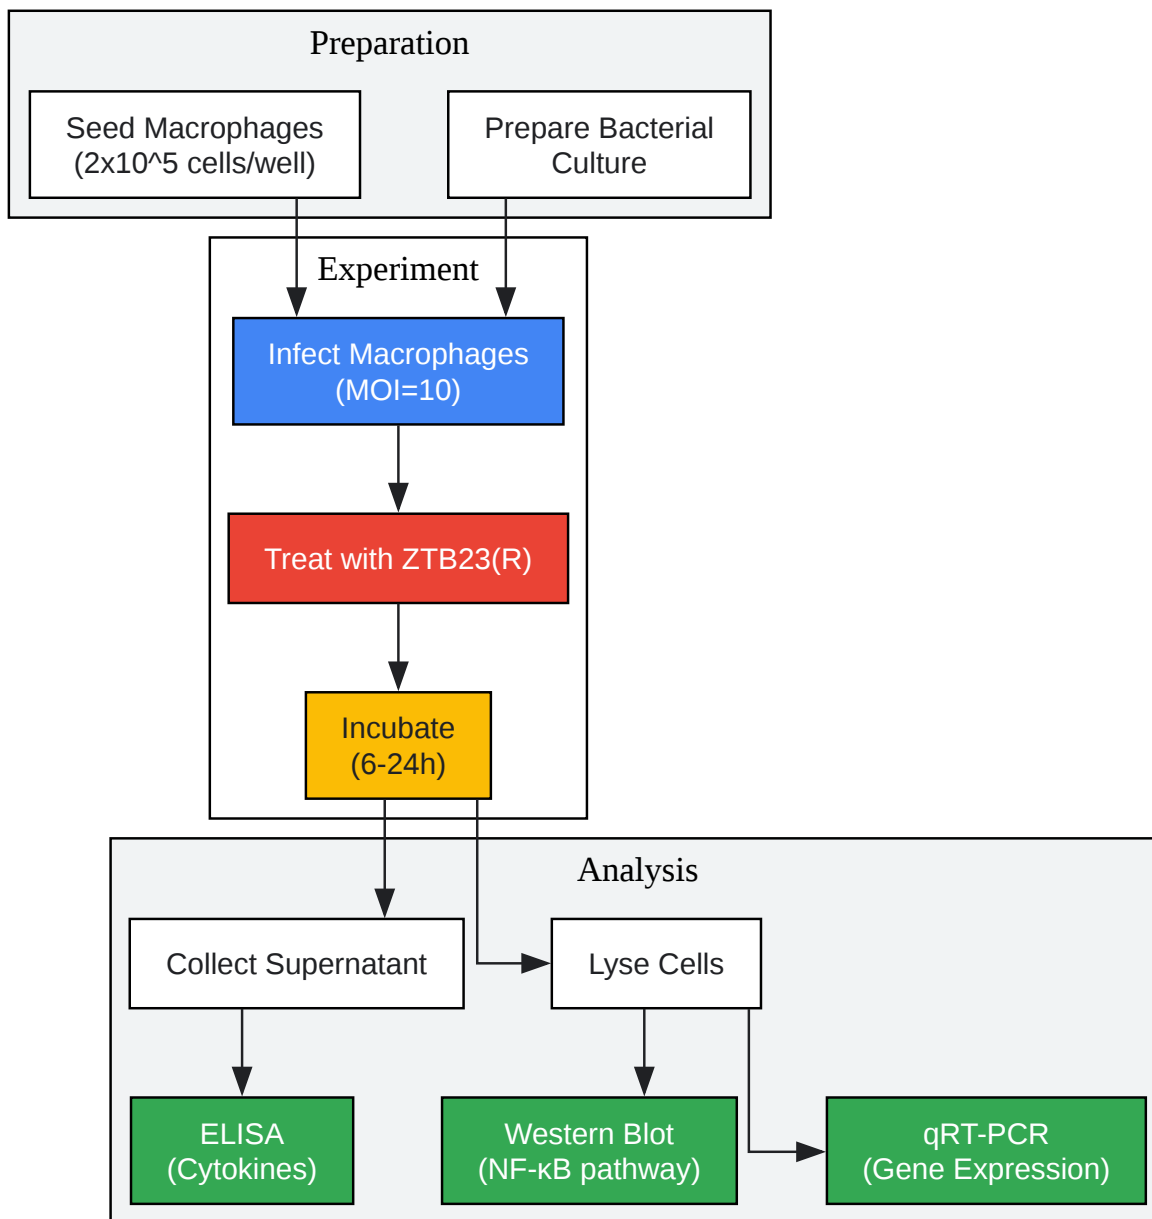 Preparation
Seed Macrophages
(2x10^5 cells/well)
Prepare Bacterial
Culture
Experiment
Infect Macrophages
(MOI=10)
Treat with ZTB23(R)
Incubate
(6-24h)
Analysis
Collect Supernatant
Lyse Cells
ELISA
(Cytokines)
Western Blot
(NF-κB pathway)
qRT-PCR
(Gene Expression)